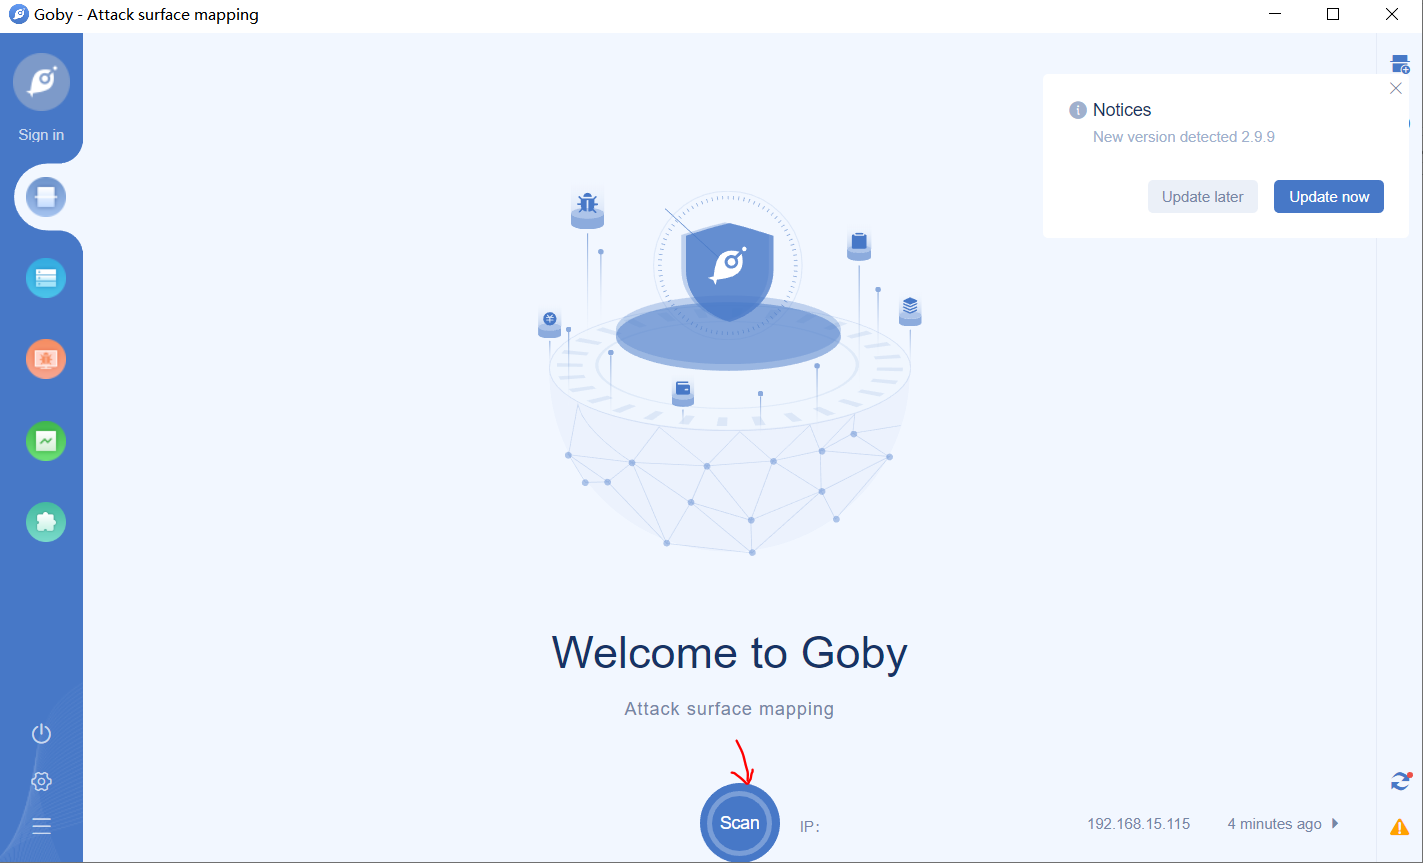 Goby - Attack surface mapping
Sign in
Notices
New version detected 2.9.9
Update later
Update now
¥
Welcome to Goby
Attack surface mapping
Scan
IP:
192.168.15.115
4 minutes ago